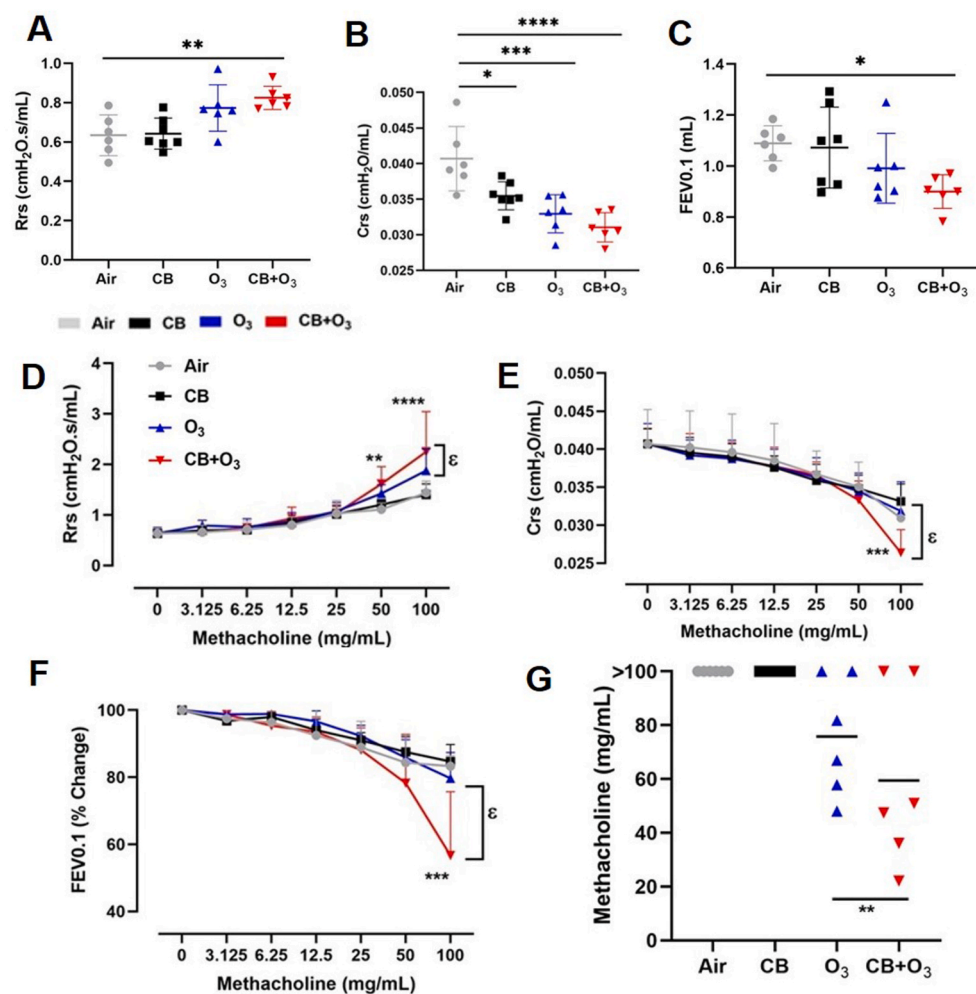 A
**
Rrs (cmH₂O.s/mL)
1.0
0.8
0.6
0.4
0.2
0.0
Air CB O₃ CB+O₃
B
****
***
*
Crs (cmH₂O/mL)
0.050
0.045
0.040
0.035
0.030
0.025
Air CB O₃ CB+O₃
C
*
FEV0.1 (mL)
1.4
1.2
1.0
0.8
0.6
Air CB O₃ CB+O₃
Air CB O₃ CB+O₃
D
Rrs (cmH₂O.s/mL)
4
3
2
1
0
Air
CB
O₃
CB+O₃
**
****
ε
0 3.125 6.25 12.5 25 50 100
Methacholine (mg/mL)
E
Crs (cmH₂O/mL)
0.050
0.045
0.040
0.035
0.030
0.025
***
ε
0 3.125 6.25 12.5 25 50 100
Methacholine (mg/mL)
F
FEV0.1 (% Change)
100
80
60
40
***
ε
0 3.125 6.25 12.5 25 50 100
Methacholine (mg/mL)
G
Methacholine (mg/mL)
>100
80
60
40
20
0
**
Air CB O₃ CB+O₃